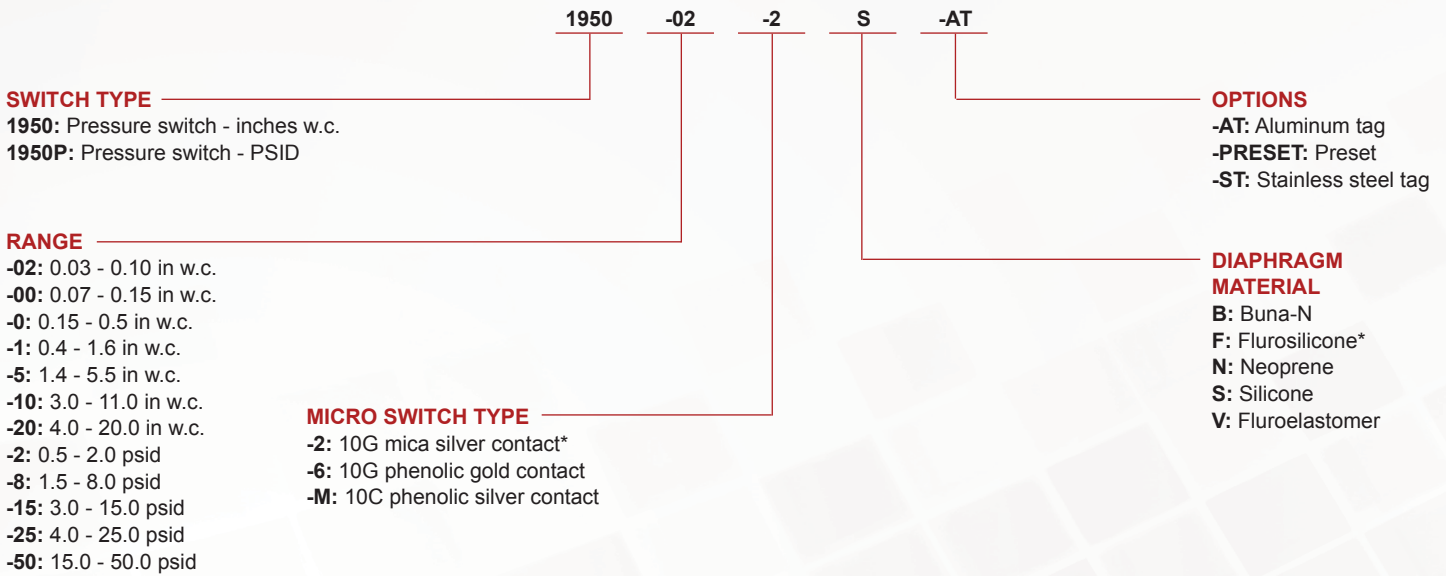 1950 -02 -2 S -AT
SWITCH TYPE
1950: Pressure switch - inches w.c.
1950P: Pressure switch - PSID
RANGE
-02: 0.03 - 0.10 in w.c.
-00: 0.07 - 0.15 in w.c.
-0: 0.15 - 0.5 in w.c.
-1: 0.4 - 1.6 in w.c.
-5: 1.4 - 5.5 in w.c.
-10: 3.0 - 11.0 in w.c.
-20: 4.0 - 20.0 in w.c.
-2: 0.5 - 2.0 psid
-8: 1.5 - 8.0 psid
-15: 3.0 - 15.0 psid
-25: 4.0 - 25.0 psid
-50: 15.0 - 50.0 psid
MICRO SWITCH TYPE
-2: 10G mica silver contact*
-6: 10G phenolic gold contact
-M: 10C phenolic silver contact
OPTIONS
-AT: Aluminum tag
-PRESET: Preset
-ST: Stainless steel tag
DIAPHRAGM
MATERIAL
B: Buna-N
F: Flurosilicone*
N: Neoprene
S: Silicone
V: Fluroelastomer